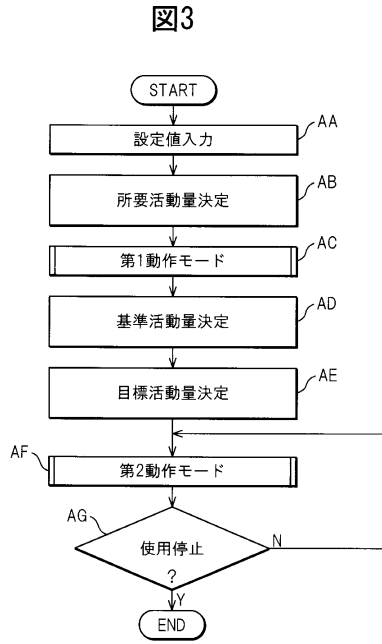 図3
START
設定値入力
AA
所要活動量決定
AB
第1動作モード
AC
基準活動量決定
AD
目標活動量決定
AE
AF
第2動作モード
AG
使用停止
?
N
Y
END